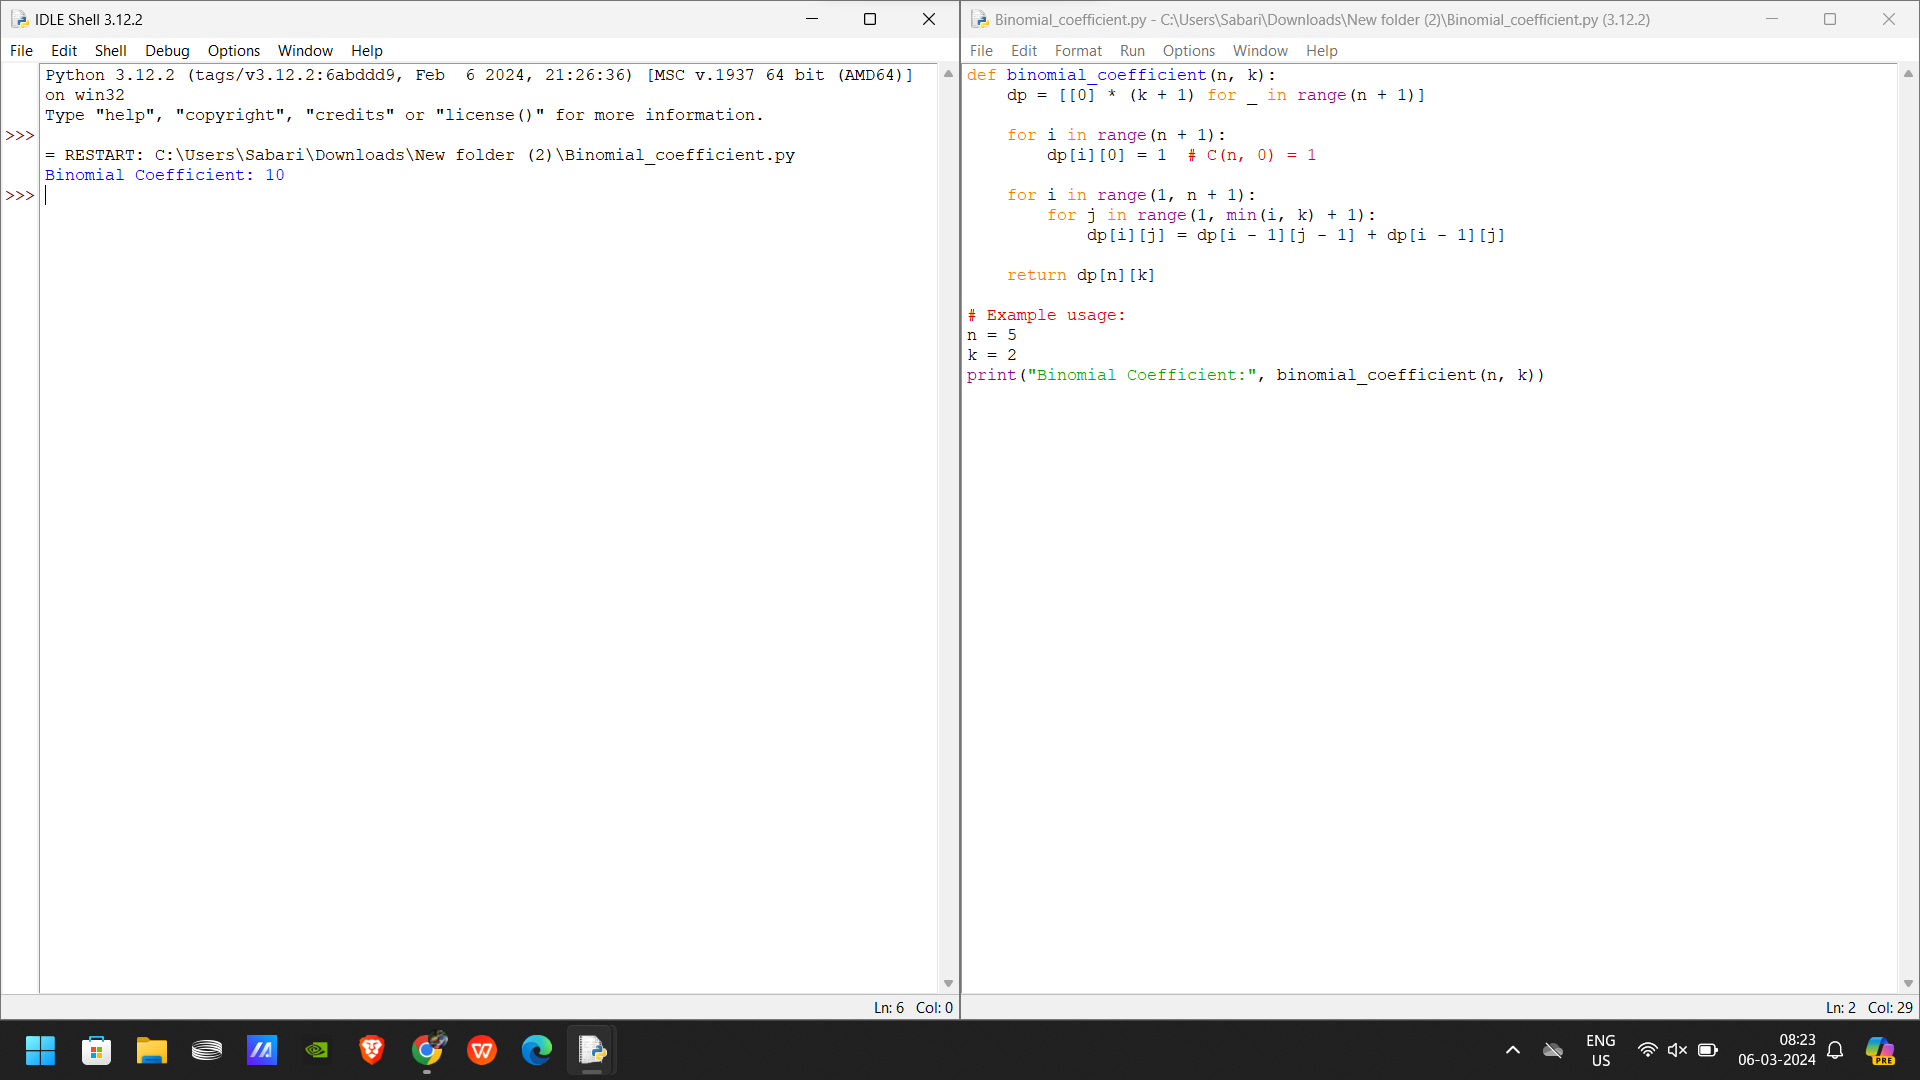 IDLE Shell 3.12.2
File Edit Shell Debug Options Window Help
Python 3.12.2 (tags/v3.12.2:6abddd9, Feb  6 2024, 21:26:36) [MSC v.1937 64 bit (AMD64)]
on win32
Type "help", "copyright", "credits" or "license()" for more information.
>>>
= RESTART: C:\Users\Sabari\Downloads\New folder (2)\Binomial_coefficient.py
Binomial Coefficient: 10
>>>
Ln: 6 Col: 0
Binomial_coefficient.py - C:\Users\Sabari\Downloads\New folder (2)\Binomial_coefficient.py (3.12.2)
File Edit Format Run Options Window Help
def binomial_coefficient(n, k):
    dp = [[0] * (k + 1) for _ in range(n + 1)]
    for i in range(n + 1):
        dp[i][0] = 1  # C(n, 0) = 1
    for i in range(1, n + 1):
        for j in range(1, min(i, k) + 1):
            dp[i][j] = dp[i - 1][j - 1] + dp[i - 1][j]
    return dp[n][k]
# Example usage:
n = 5
k = 2
print("Binomial Coefficient:", binomial_coefficient(n, k))
Ln: 2 Col: 29
W
ENG
US
08:23
06-03-2024
PRE